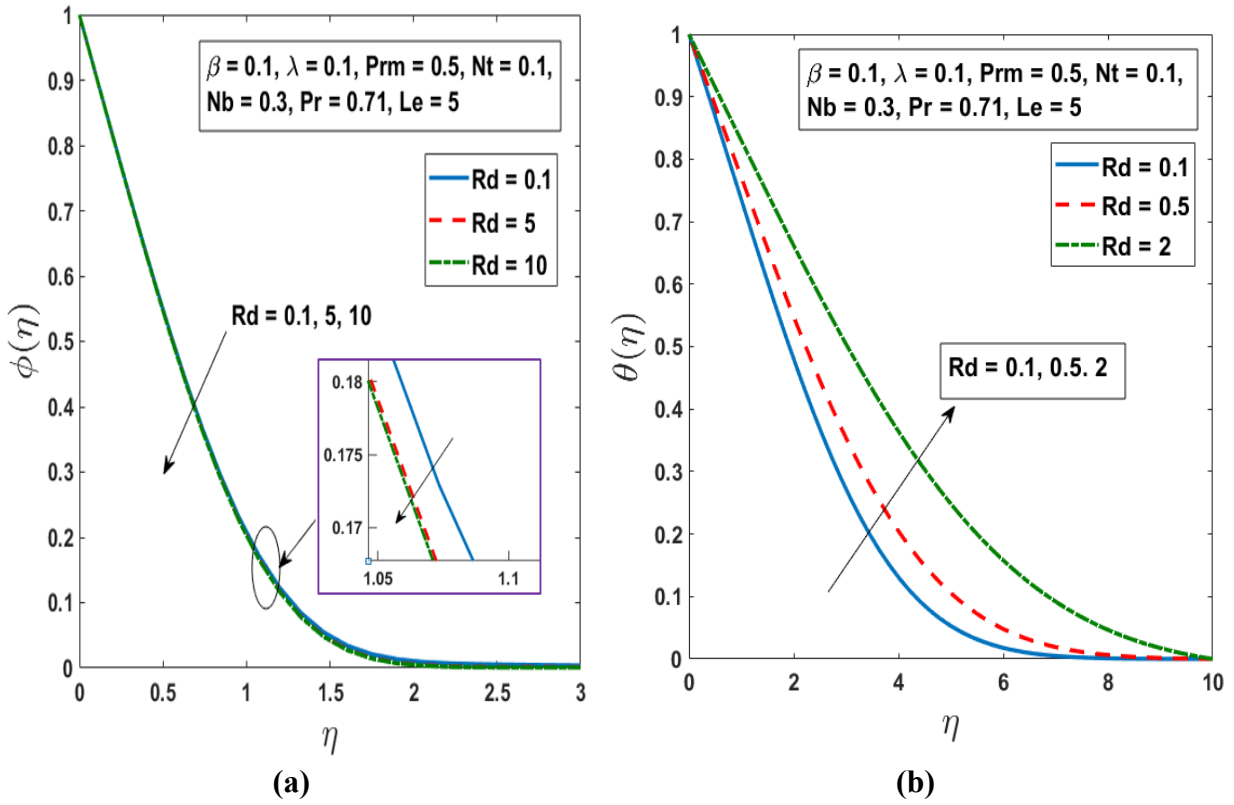 β = 0.1, λ = 0.1, Prm = 0.5, Nt = 0.1,
Nb = 0.3, Pr = 0.71, Le = 5
Rd = 0.1
Rd = 5
Rd = 10
Rd = 0.1, 5, 10
0.18
0.175
0.17
1.05
1.1
1
0.9
0.8
0.7
0.6
0.5
0.4
0.3
0.2
0.1
0
ϕ(η)
0
0.5
1
1.5
2
2.5
3
η
(a)
β = 0.1, λ = 0.1, Prm = 0.5, Nt = 0.1,
Nb = 0.3, Pr = 0.71, Le = 5
Rd = 0.1
Rd = 0.5
Rd = 2
Rd = 0.1, 0.5. 2
1
0.9
0.8
0.7
0.6
0.5
0.4
0.3
0.2
0.1
0
θ(η)
0
2
4
6
8
10
η
(b)